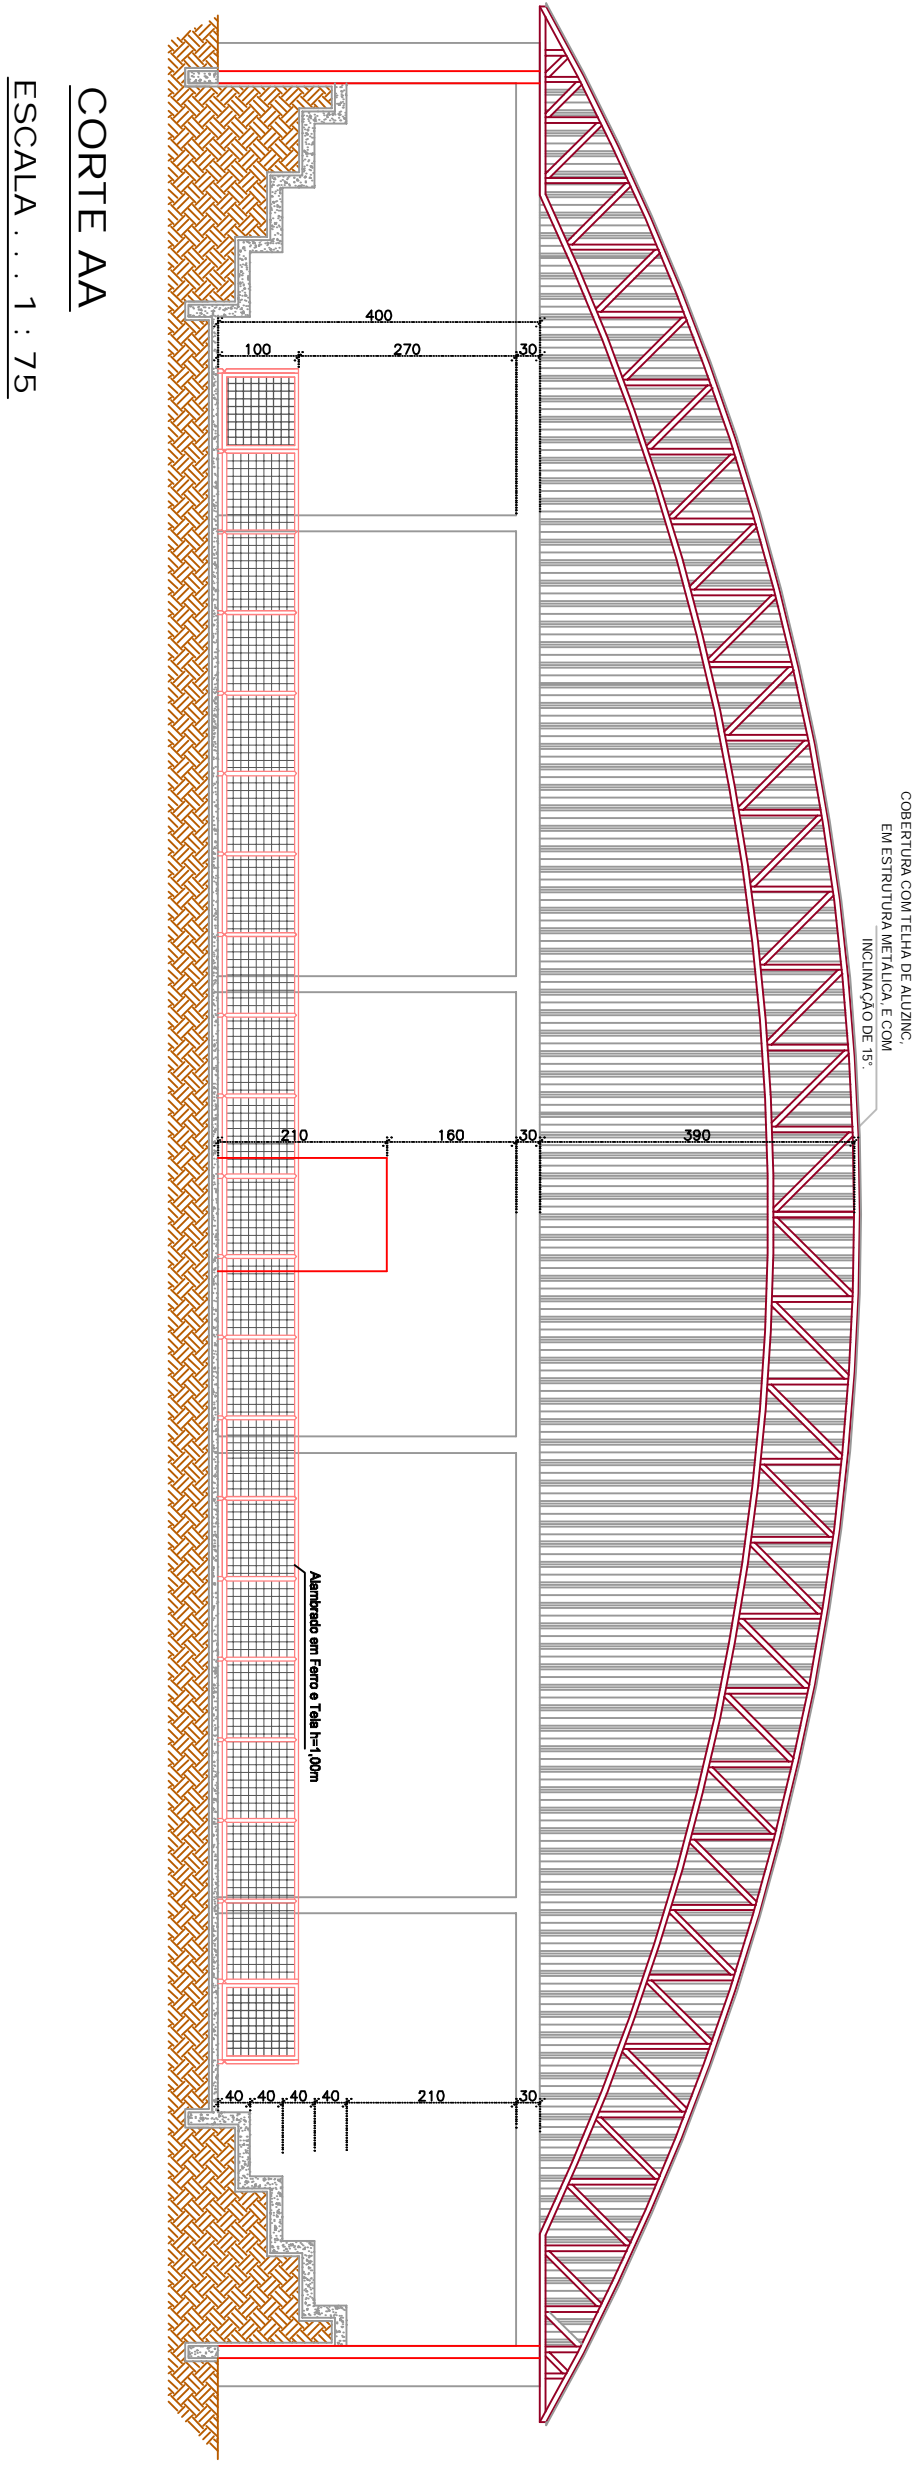 COBERTURA COM TELHA DE ALUZINC,
EM ESTRUTURA METÁLICA, E COM
INCLINAÇÃO DE 15°.
390
30
160
210
30
270
100
400
30
210
40
40
40
40
Alambrado em Ferro e Tela h=1,00m
CORTE AA
ESCALA . . . 1 : 75